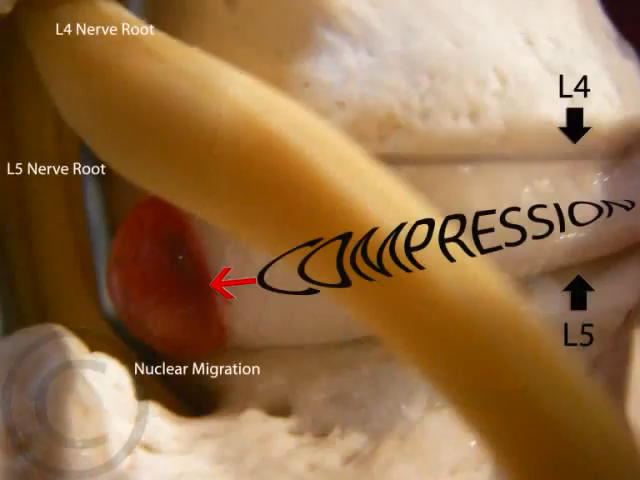 L4 Nerve Root
L4
L5 Nerve Root
COMPRESSION
L5
Nuclear Migration
©